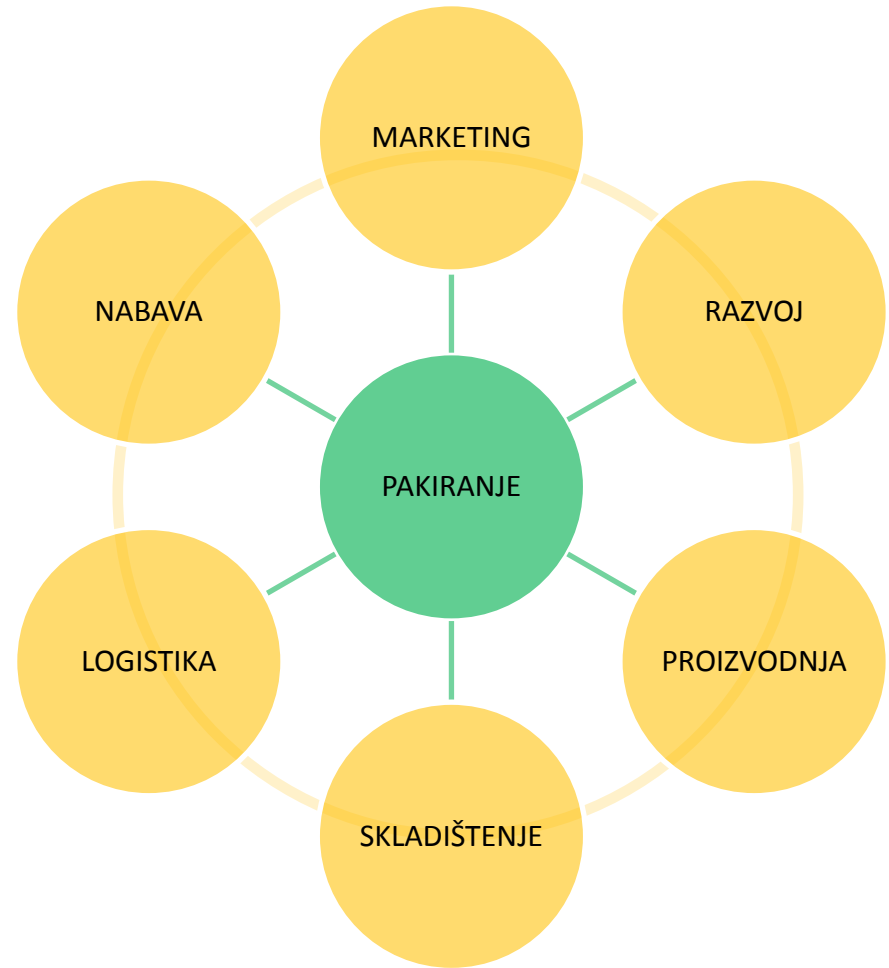 MARKETING
NABAVA
RAZVOJ
PAKIRANJE
LOGISTIKA
PROIZVODNJA
SKLADIŠTENJE